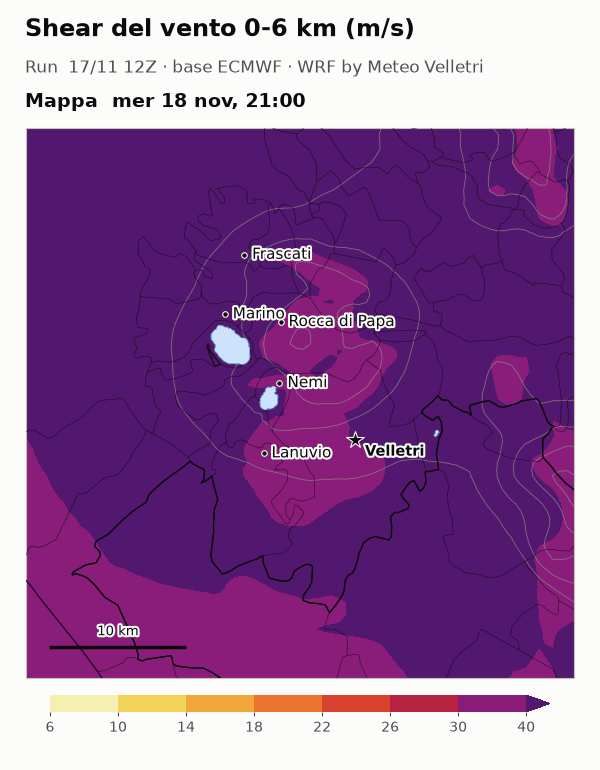 Shear del vento 0-6 km (m/s)
Run  17/11 12Z · base ECMWF · WRF by Meteo Velletri
Mappa  mer 18 nov, 21:00
Frascati
Marino
Rocca di Papa
Nemi
Velletri
Lanuvio
10 km
6 10 14 18 22 26 30 40